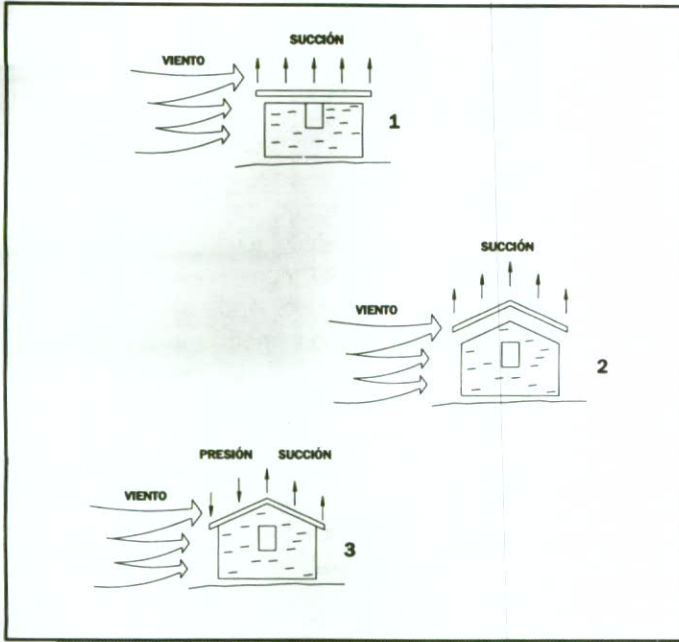 SUCCIÓN
VIENTO
1
SUCCIÓN
VIENTO
2
PRESIÓN SUCCIÓN
VIENTO
3